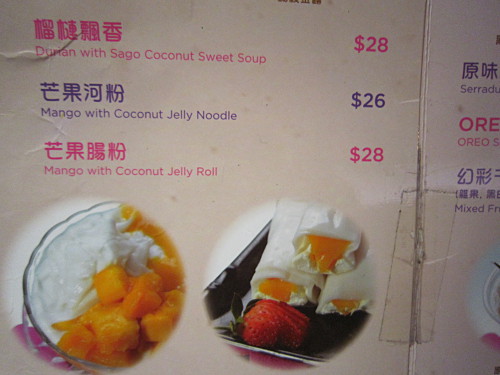 榴槤飄香
Durian with Sago Coconut Sweet Soup $28
芒果河粉
Mango with Coconut Jelly Noodle $26
芒果腸粉
Mango with Coconut Jelly Roll $28
原味
Serradu
OREO
OREO S
幻彩
Mixed Fru